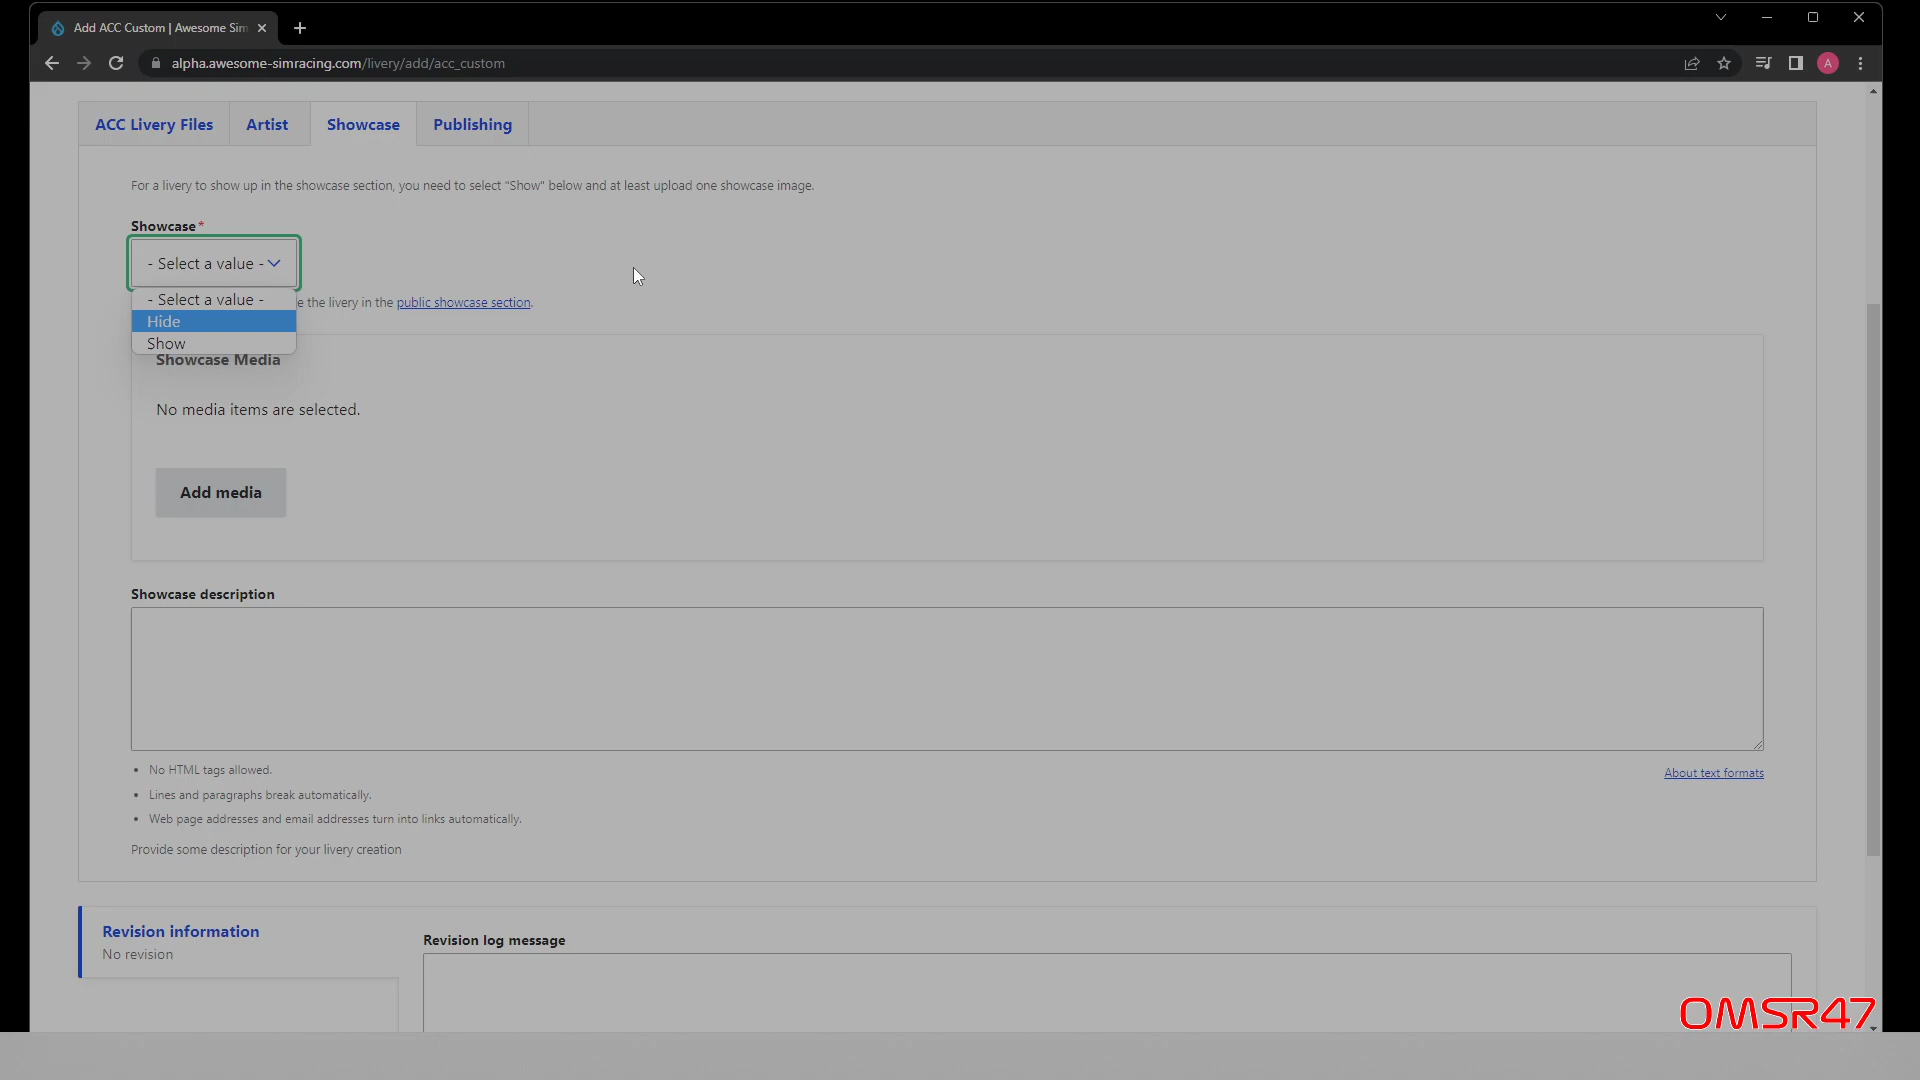 Add ACC Custom | Awesome Sim
alpha.awesome-simracing.com/livery/add/acc_custom
A
ACC Livery Files
Artist
Showcase
Publishing
For a livery to show up in the showcase section, you need to select "Show" below and at least upload one showcase image.
Showcase*
- Select a value -
- Select a value -
e the livery in the public showcase section.
Hide
Show
Showcase Media
No media items are selected.
Add media
Showcase description
• No HTML tags allowed.
About text formats
• Lines and paragraphs break automatically.
• Web page addresses and email addresses turn into links automatically.
Provide some description for your livery creation
Revision information
No revision
Revision log message
OMSR47